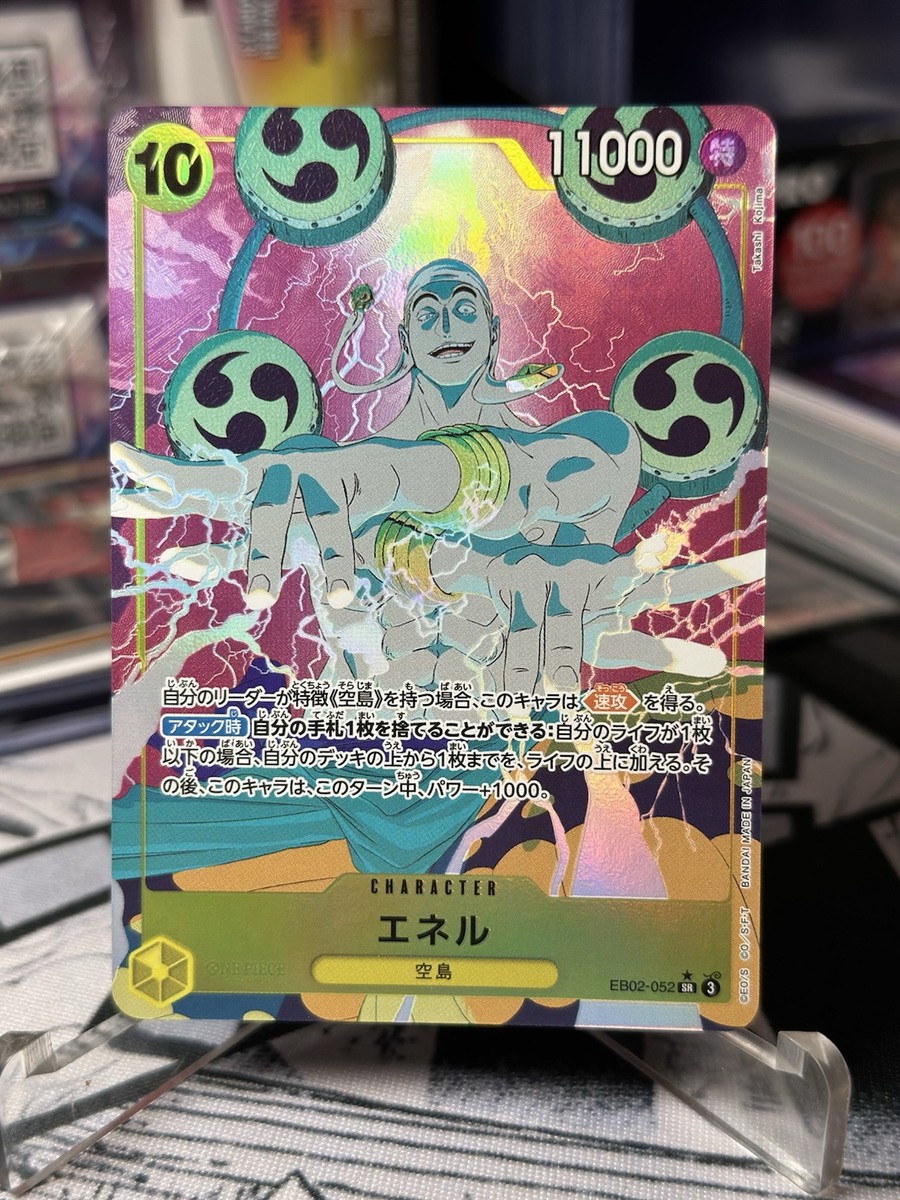 10
11000
特
Takashi Kojima
自分のリーダーが特徴《空島》を持つ場合、このキャラは、速攻を得る。
アタック時 自分の手札1枚を捨てることができる:自分のライフが1枚
以下の場合、自分のデッキの上から1枚までを、ライフの上に加える。そ
の後、このキャラは、このターン中、パワー+1000。
CHARACTER
エネル
空島
ONE PIECE
EB02-052 SR ★ 3
©EO/S ©O/S・F・T BANDAI MADE IN JAPAN